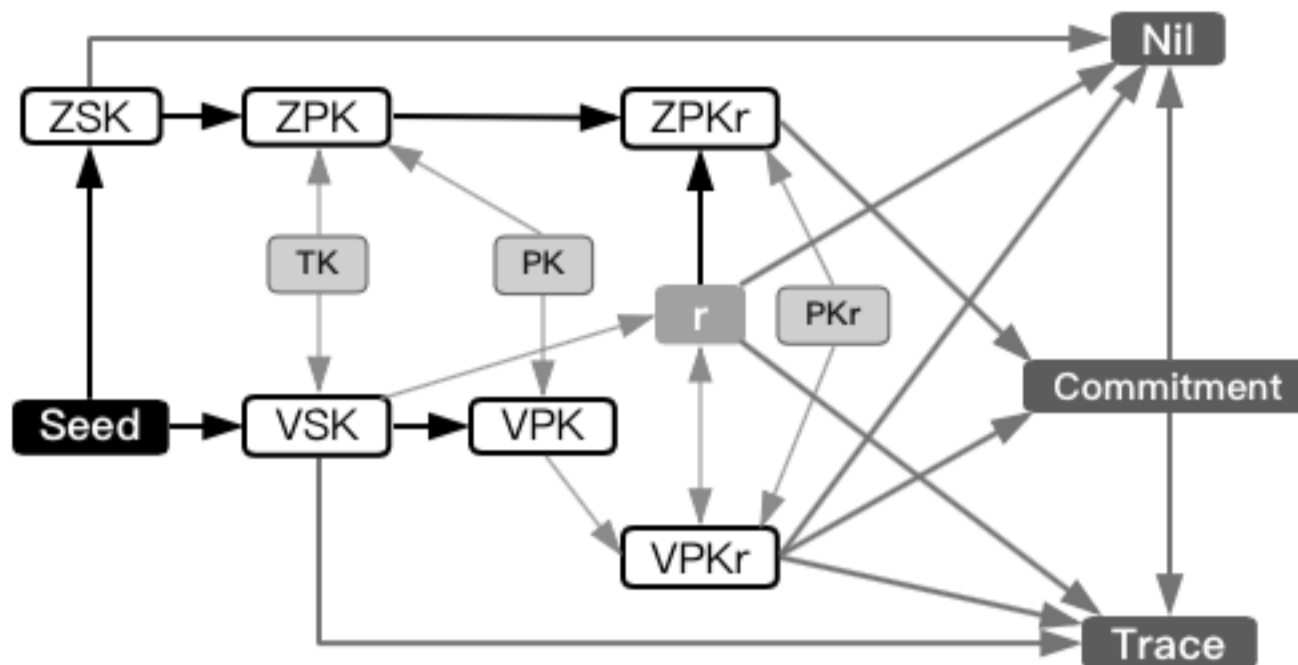 Nil
ZSK
ZPK
ZPKr
TK
PK
r
PKr
Commitment
Seed
VSK
VPK
VPKr
Trace